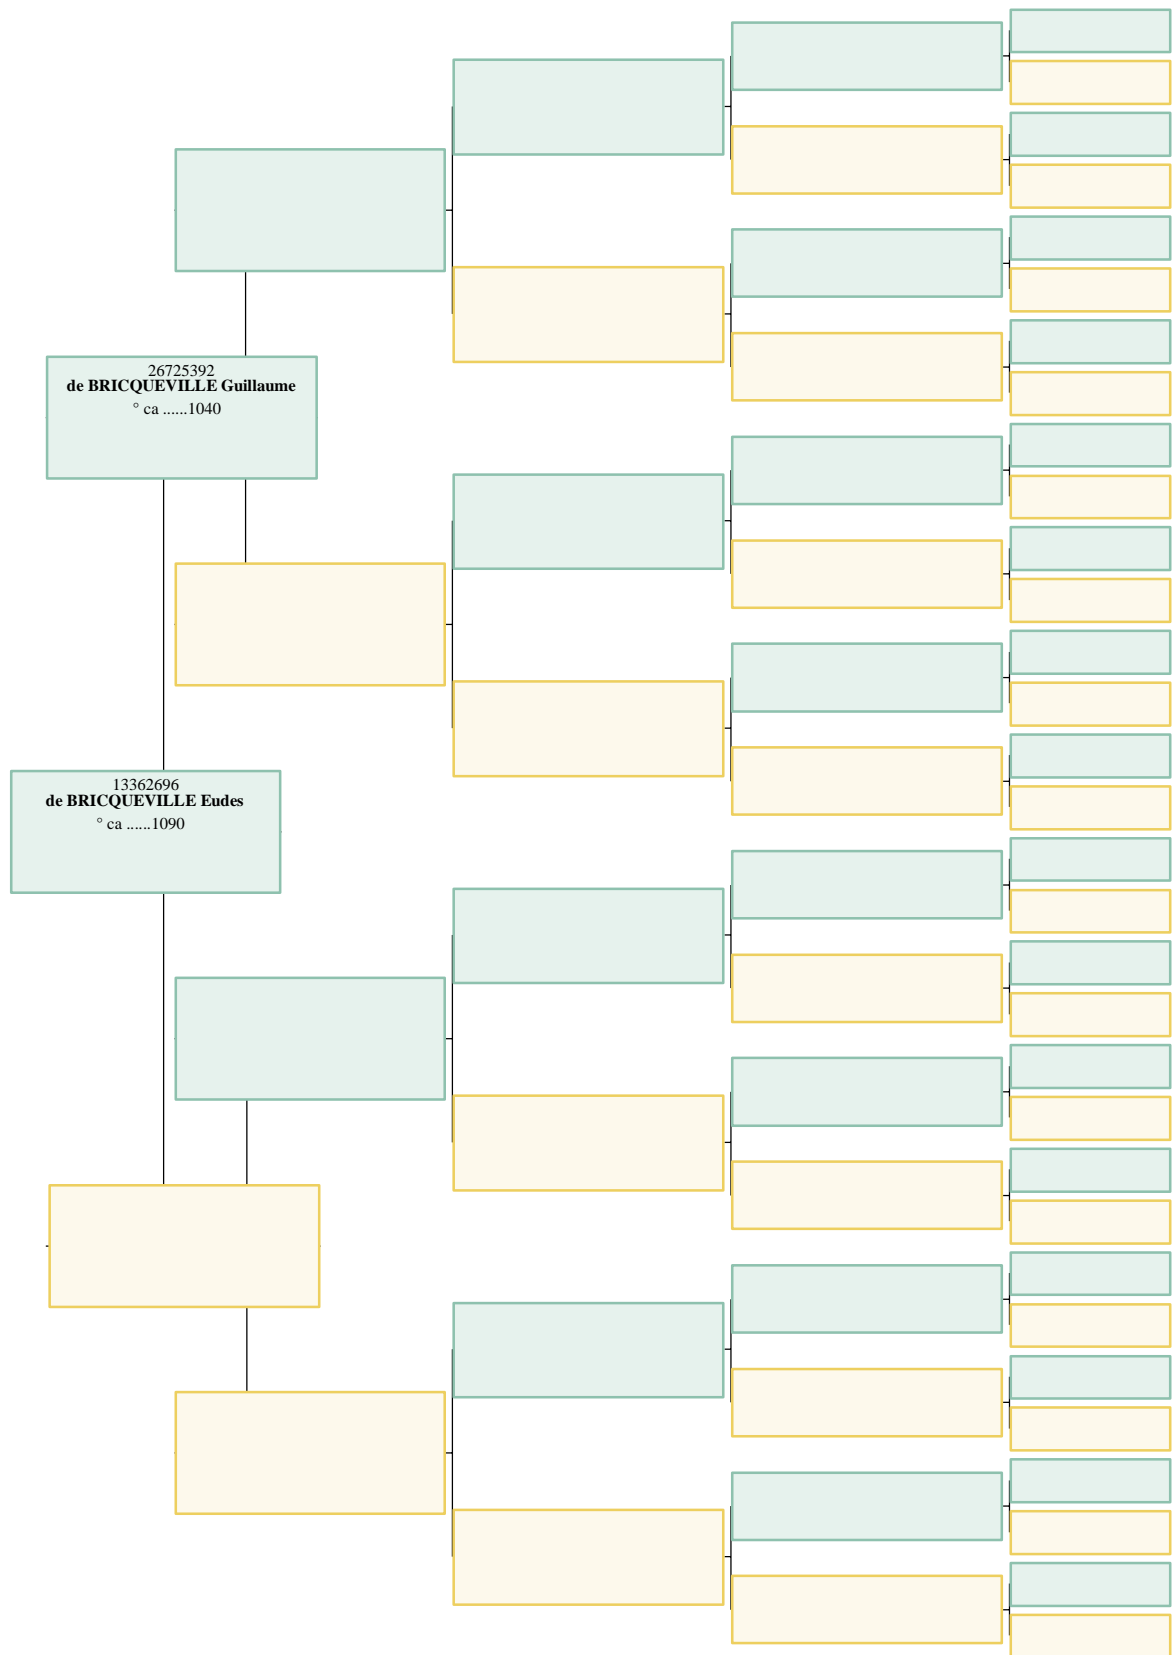 26725392
de BRICQUEVILLE Guillaume
° ca ......1040
13362696
de BRICQUEVILLE Eudes
° ca ......1090